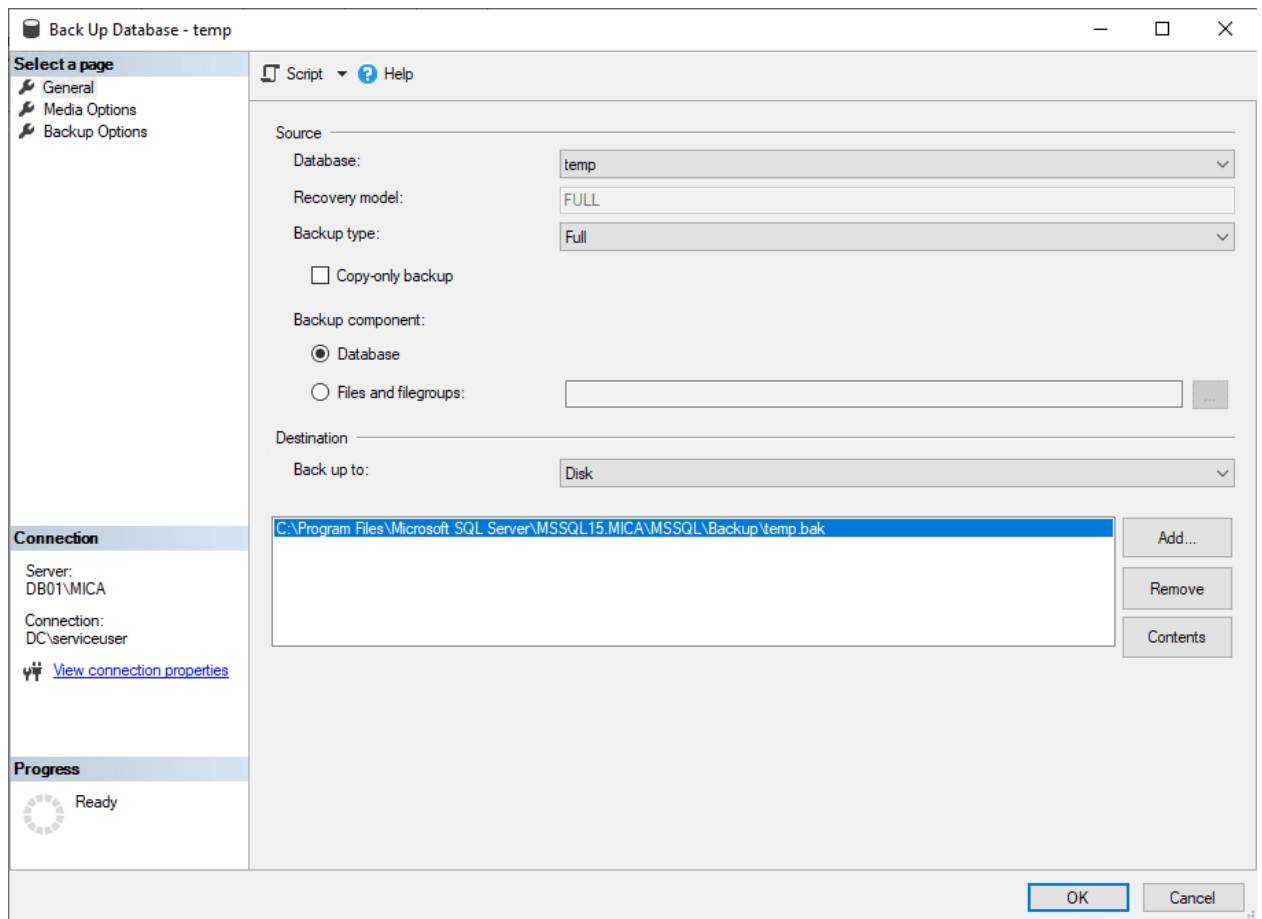 Back Up Database - temp
Select a page
General
Media Options
Backup Options
Script
Help
Source
Database:
temp
Recovery model:
FULL
Backup type:
Full
Copy-only backup
Backup component:
Database
Files and filegroups:
...
Destination
Back up to:
Disk
C:\Program Files\Microsoft SQL Server\MSSQL15.MICA\MSSQL\Backup\temp.bak
Add...
Remove
Contents
Connection
Server:
DB01\MICA
Connection:
DC\serviceuser
View connection properties
Progress
Ready
OK
Cancel